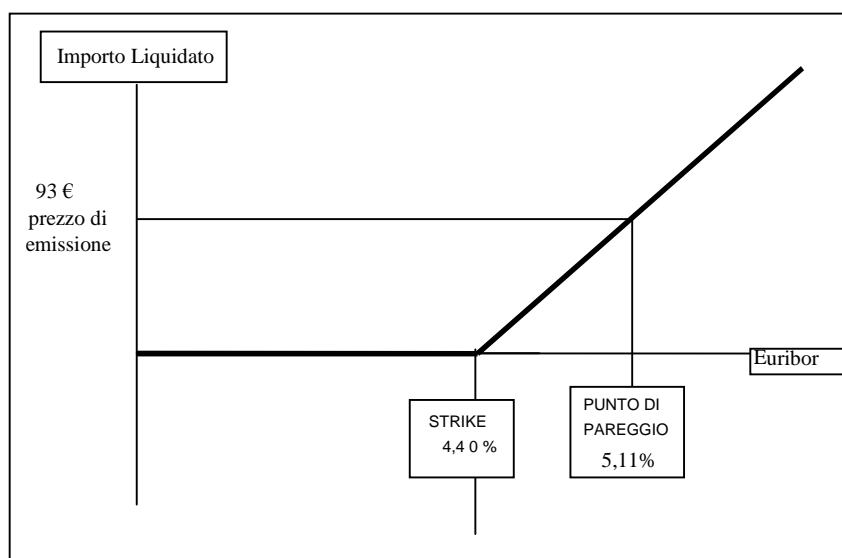 Importo Liquidato
93 €
prezzo di
emissione
Euribor
STRIKE
4,4 0 %
PUNTO DI
PAREGGIO
5,11%